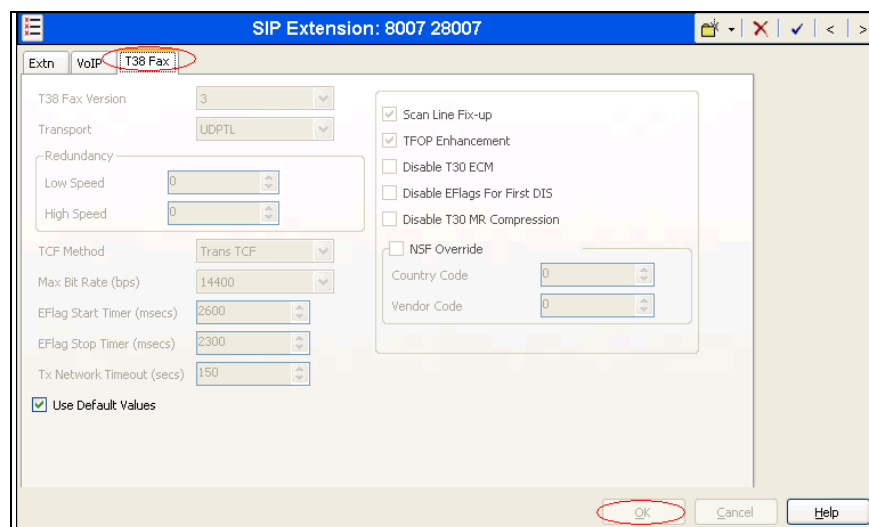 SIP Extension: 8007 28007
Extn VoIP T38 Fax
T38 Fax Version 3
Transport UDPTL
Redundancy
Low Speed 0
High Speed 0
TCF Method Trans TCF
Max Bit Rate (bps) 14400
EFlag Start Timer (msecs) 2600
EFlag Stop Timer (msecs) 2300
Tx Network Timeout (secs) 150
Use Default Values
Scan Line Fix-up
TFOP Enhancement
Disable T30 ECM
Disable EFlags For First DIS
Disable T30 MR Compression
NSF Override
Country Code 0
Vendor Code 0
OK Cancel Help